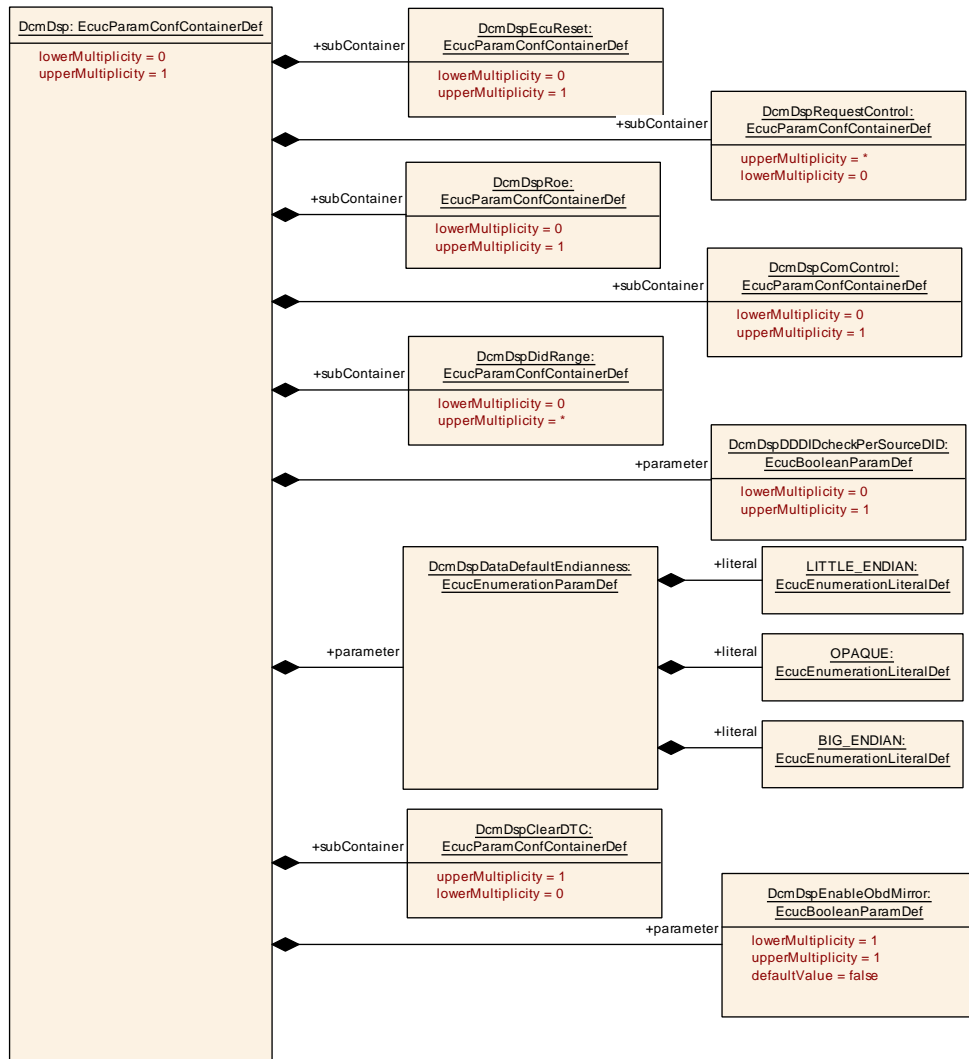 DcmDsp: EcucParamConfContainerDef
lowerMultiplicity = 0
upperMultiplicity = 1
+subContainer
DcmDspEcuReset:
EcucParamConfContainerDef
lowerMultiplicity = 0
upperMultiplicity = 1
+subContainer
DcmDspRequestControl:
EcucParamConfContainerDef
upperMultiplicity = *
lowerMultiplicity = 0
+subContainer
DcmDspRoe:
EcucParamConfContainerDef
lowerMultiplicity = 0
upperMultiplicity = 1
+subContainer
DcmDspComControl:
EcucParamConfContainerDef
lowerMultiplicity = 0
upperMultiplicity = 1
+subContainer
DcmDspDidRange:
EcucParamConfContainerDef
lowerMultiplicity = 0
upperMultiplicity = *
+parameter
DcmDspDDDIDcheckPerSourceDID:
EcucBooleanParamDef
lowerMultiplicity = 0
upperMultiplicity = 1
+parameter
DcmDspDataDefaultEndianness:
EcucEnumerationParamDef
+literal
LITTLE_ENDIAN:
EcucEnumerationLiteralDef
+literal
OPAQUE:
EcucEnumerationLiteralDef
+literal
BIG_ENDIAN:
EcucEnumerationLiteralDef
+subContainer
DcmDspClearDTC:
EcucParamConfContainerDef
upperMultiplicity = 1
lowerMultiplicity = 0
+parameter
DcmDspEnableObdMirror:
EcucBooleanParamDef
lowerMultiplicity = 1
upperMultiplicity = 1
defaultValue = false